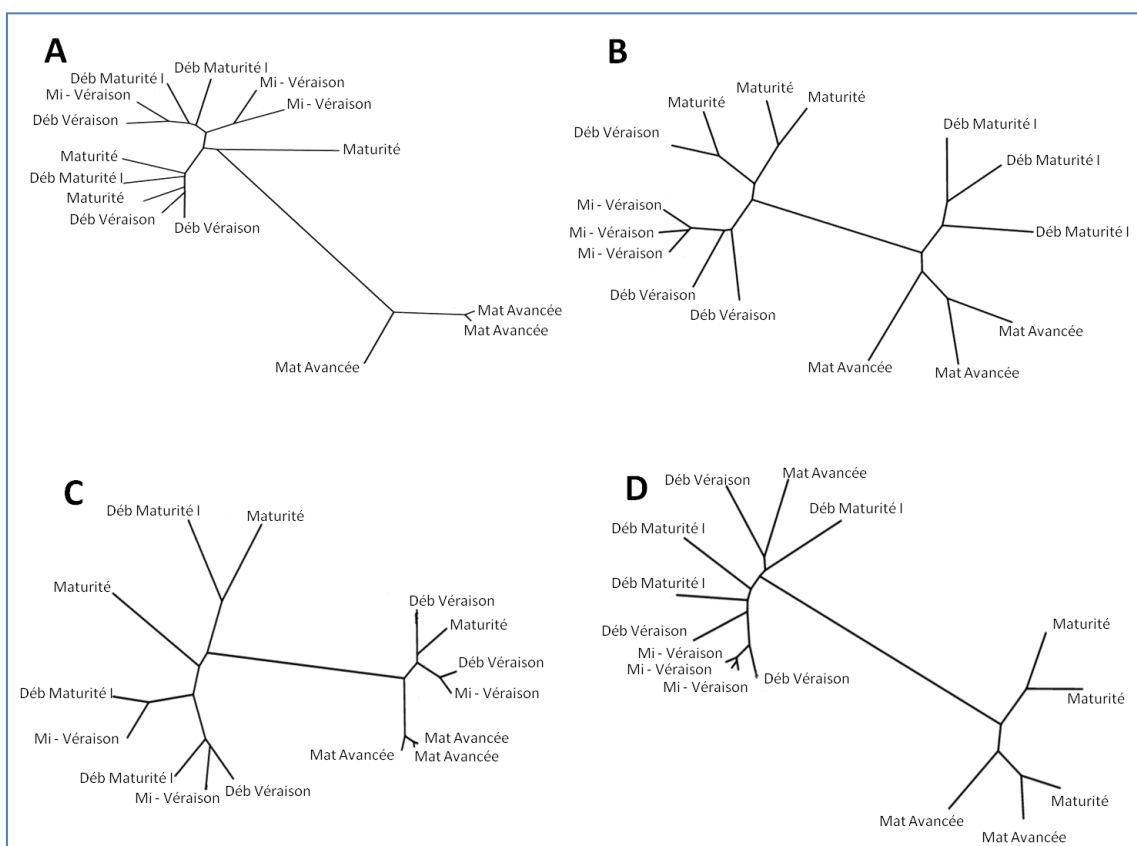 A
Déb Maturité I
Déb Maturité I
Mi - Véraison
Mi - Véraison
Mi - Véraison
Déb Véraison
Maturité
Maturité
Déb Maturité I
Maturité
Déb Véraison
Déb Véraison
Mat Avancée
Mat Avancée
Mat Avancée
B
Maturité
Maturité
Maturité
Déb Véraison
Déb Maturité I
Déb Maturité I
Déb Maturité I
Mi - Véraison
Mi - Véraison
Mi - Véraison
Déb Véraison
Déb Véraison
Mat Avancée
Mat Avancée
Mat Avancée
C
Déb Maturité I
Maturité
Maturité
Déb Véraison
Maturité
Déb Véraison
Mi - Véraison
Déb Maturité I
Mi - Véraison
Mat Avancée
Mat Avancée
Mat Avancée
Déb Maturité I
Mi - Véraison
Déb Véraison
D
Déb Véraison
Mat Avancée
Déb Maturité I
Déb Maturité I
Déb Maturité I
Déb Véraison
Mi - Véraison
Mi - Véraison
Mi - Véraison
Déb Véraison
Maturité
Maturité
Maturité
Mat Avancée
Mat Avancée